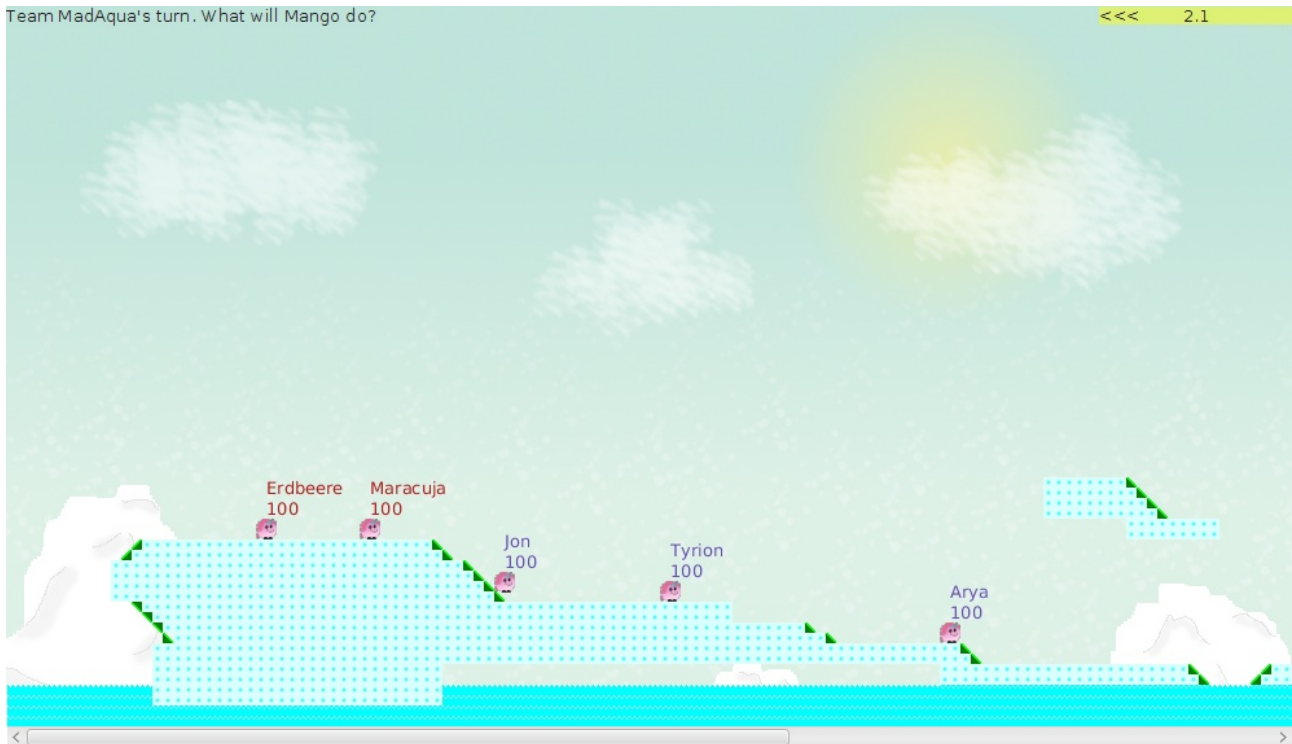 Team MadAqua's turn. What will Mango do?
<<< 2.1
Erdbeere
100
Maracuja
100
Jon
100
Tyrion
100
Arya
100